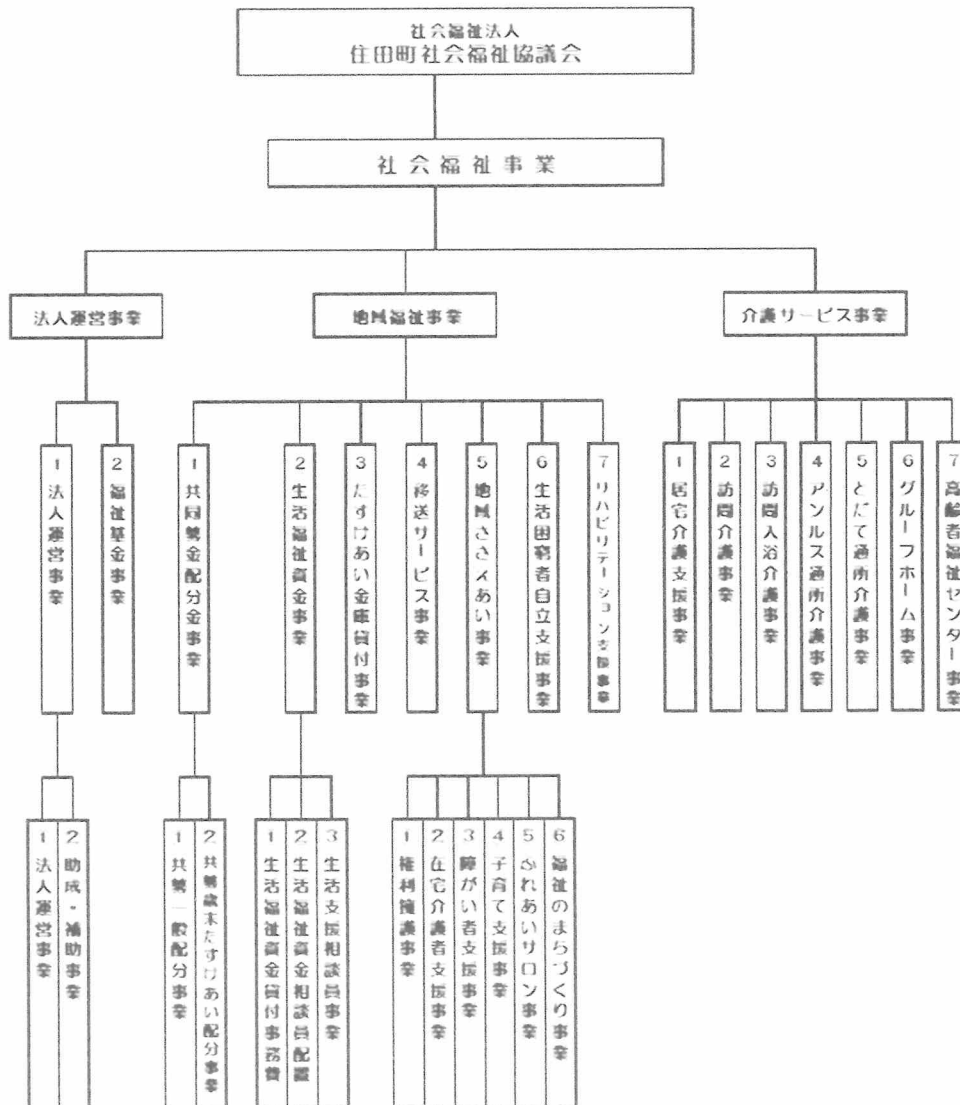 社会福祉法人
住田町社会福祉協議会
社会福祉事業
法人運営事業
地域福祉事業
介護サービス事業
1 法人運営事業
2 福祉基金事業
1 共同募金配分金事業
2 生活福祉資金事業
3 たすけあい金庫貸付事業
4 移送サービス事業
5 地域ささえあい事業
6 生活困窮者自立支援事業
7 リハビリテーション支援事業
1 居宅介護支援事業
2 訪問介護事業
3 訪問入浴介護事業
4 アンルス通所介護事業
5 とだて通所介護事業
6 グループホーム事業
7 高齢者福祉センター事業
1 法人運営事業
2 助成・補助事業
1 共募一般配分事業
2 共募歳末たすけあい配分事業
1 生活福祉資金貸付事務費
2 生活福祉資金相談員配置
3 生活支援相談員事業
1 権利擁護事業
2 在宅介護者支援事業
3 障がい者支援事業
4 子育て支援事業
5 ふれあいサロン事業
6 福祉のまちづくり事業